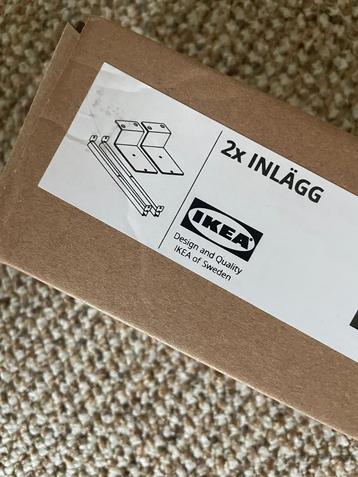 2x INLÄGG
IKEA
Design and Quality
IKEA of Sweden